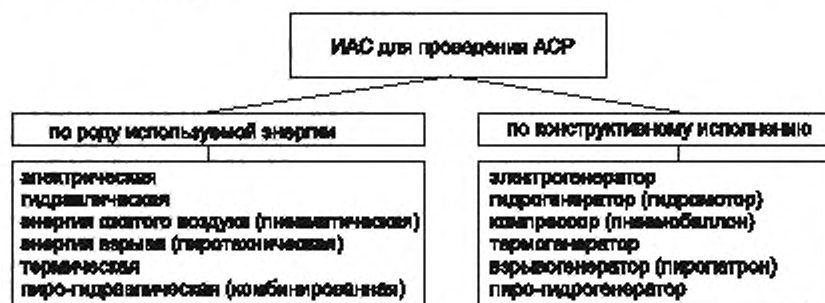 ИАС для проведения АСР
по роду используемой энергии
по конструктивному исполнению
электрическая
гидравлическая
энергия сжатого воздуха (пневматическая)
энергия взрыва (пиротехническая)
термическая
пиро-гидравлическая (комбинированная)
электрогенератор
гидрогенератор (гидромотор)
компрессор (пневмобаллон)
термогенератор
взрывогенератор (пиропатрон)
пиро-гидрогенератор